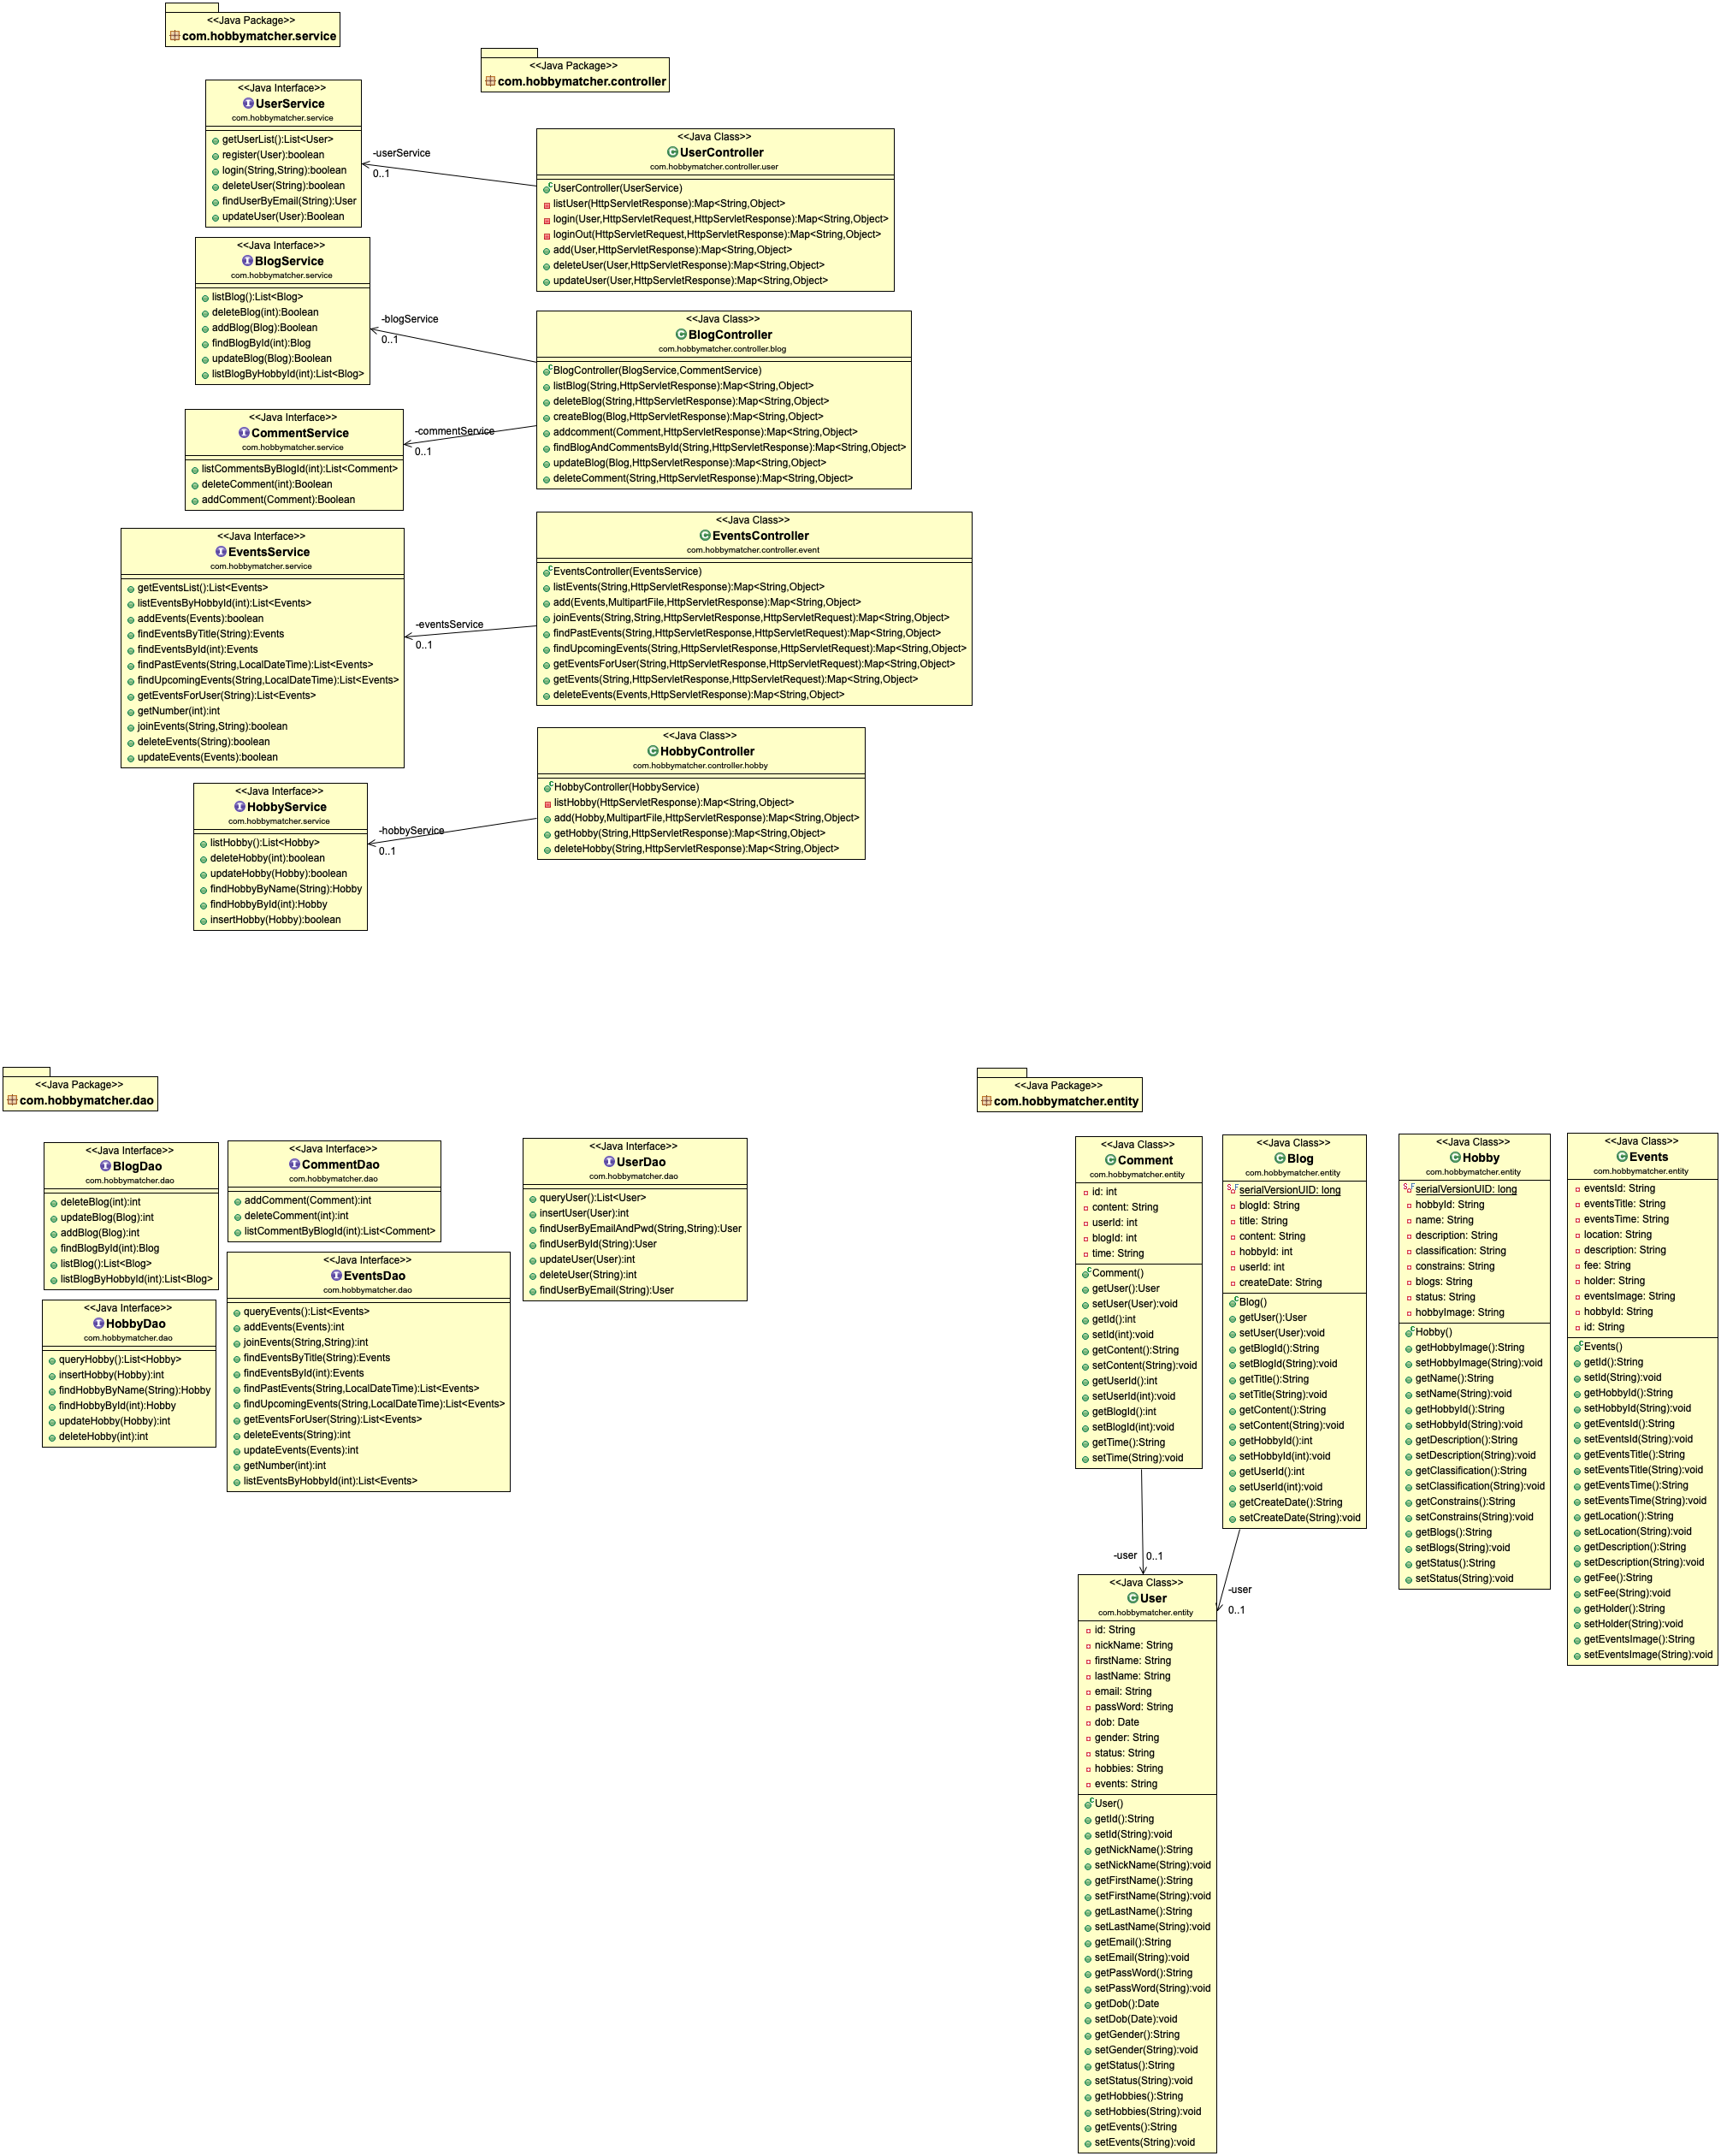 <<Java Package>>
com.hobbymatcher.service
<<Java Package>>
com.hobbymatcher.controller
<<Java Interface>>
UserService
com.hobbymatcher.service
getUserList():List<User>
register(User):boolean
login(String,String):boolean
deleteUser(String):boolean
findUserByEmail(String):User
updateUser(User):Boolean
-userService
0..1
<<Java Class>>
UserController
com.hobbymatcher.controller.user
UserController(UserService)
listUser(HttpServletResponse):Map<String,Object>
login(User,HttpServletRequest,HttpServletResponse):Map<String,Object>
loginOut(HttpServletRequest,HttpServletResponse):Map<String,Object>
add(User,HttpServletResponse):Map<String,Object>
deleteUser(User,HttpServletResponse):Map<String,Object>
updateUser(User,HttpServletResponse):Map<String,Object>
<<Java Interface>>
BlogService
com.hobbymatcher.service
listBlog():List<Blog>
deleteBlog(int):Boolean
addBlog(Blog):Boolean
findBlogById(int):Blog
updateBlog(Blog):Boolean
listBlogByHobbyId(int):List<Blog>
-blogService
0..1
<<Java Class>>
BlogController
com.hobbymatcher.controller.blog
BlogController(BlogService,CommentService)
listBlog(String,HttpServletResponse):Map<String,Object>
deleteBlog(String,HttpServletResponse):Map<String,Object>
createBlog(Blog,HttpServletResponse):Map<String,Object>
addcomment(Comment,HttpServletResponse):Map<String,Object>
findBlogAndCommentsById(String,HttpServletResponse):Map<String,Object>
updateBlog(Blog,HttpServletResponse):Map<String,Object>
deleteComment(String,HttpServletResponse):Map<String,Object>
<<Java Interface>>
CommentService
com.hobbymatcher.service
listCommentsByBlogId(int):List<Comment>
deleteComment(int):Boolean
addComment(Comment):Boolean
-commentService
0..1
<<Java Interface>>
EventsService
com.hobbymatcher.service
getEventsList():List<Events>
listEventsByHobbyId(int):List<Events>
addEvents(Events):boolean
findEventsByTitle(String):Events
findEventsById(int):Events
findPastEvents(String,LocalDateTime):List<Events>
findUpcomingEvents(String,LocalDateTime):List<Events>
getEventsForUser(String):List<Events>
getNumber(int):int
joinEvents(String,String):boolean
deleteEvents(String):boolean
updateEvents(Events):boolean
-eventsService
0..1
<<Java Class>>
EventsController
com.hobbymatcher.controller.event
EventsController(EventsService)
listEvents(String,HttpServletResponse):Map<String,Object>
add(Events,MultipartFile,HttpServletResponse):Map<String,Object>
joinEvents(String,String,HttpServletResponse,HttpServletRequest):Map<String,Object>
findPastEvents(String,HttpServletResponse,HttpServletRequest):Map<String,Object>
findUpcomingEvents(String,HttpServletResponse,HttpServletRequest):Map<String,Object>
getEventsForUser(String,HttpServletResponse,HttpServletRequest):Map<String,Object>
getEvents(String,HttpServletResponse,HttpServletRequest):Map<String,Object>
deleteEvents(Events,HttpServletResponse):Map<String,Object>
<<Java Interface>>
HobbyService
com.hobbymatcher.service
listHobby():List<Hobby>
deleteHobby(int):boolean
updateHobby(Hobby):boolean
findHobbyByName(String):Hobby
findHobbyById(int):Hobby
insertHobby(Hobby):boolean
-hobbyService
0..1
<<Java Class>>
HobbyController
com.hobbymatcher.controller.hobby
HobbyController(HobbyService)
listHobby(HttpServletResponse):Map<String,Object>
add(Hobby,MultipartFile,HttpServletResponse):Map<String,Object>
getHobby(String,HttpServletResponse):Map<String,Object>
deleteHobby(String,HttpServletResponse):Map<String,Object>
<<Java Package>>
com.hobbymatcher.dao
<<Java Package>>
com.hobbymatcher.entity
<<Java Interface>>
BlogDao
com.hobbymatcher.dao
deleteBlog(int):int
updateBlog(Blog):int
addBlog(Blog):int
findBlogById(int):Blog
listBlog():List<Blog>
listBlogByHobbyId(int):List<Blog>
<<Java Interface>>
CommentDao
com.hobbymatcher.dao
addComment(Comment):int
deleteComment(int):int
listCommentByBlogId(int):List<Comment>
<<Java Interface>>
UserDao
com.hobbymatcher.dao
queryUser():List<User>
insertUser(User):int
findUserByEmailAndPwd(String,String):User
findUserById(String):User
updateUser(User):int
deleteUser(String):int
findUserByEmail(String):User
<<Java Interface>>
HobbyDao
com.hobbymatcher.dao
queryHobby():List<Hobby>
insertHobby(Hobby):int
findHobbyByName(String):Hobby
findHobbyById(int):Hobby
updateHobby(Hobby):int
deleteHobby(int):int
<<Java Interface>>
EventsDao
com.hobbymatcher.dao
queryEvents():List<Events>
addEvents(Events):int
joinEvents(String,String):int
findEventsByTitle(String):Events
findEventsById(int):Events
findPastEvents(String,LocalDateTime):List<Events>
findUpcomingEvents(String,LocalDateTime):List<Events>
getEventsForUser(String):List<Events>
deleteEvents(String):int
updateEvents(Events):int
getNumber(int):int
listEventsByHobbyId(int):List<Events>
<<Java Class>>
Comment
com.hobbymatcher.entity
id: int
content: String
userId: int
blogId: int
time: String
Comment()
getUser():User
setUser(User):void
getId():int
setId(int):void
getContent():String
setContent(String):void
getUserId():int
setUserId(int):void
getBlogId():int
setBlogId(int):void
getTime():String
setTime(String):void
<<Java Class>>
Blog
com.hobbymatcher.entity
serialVersionUID: long
blogId: String
title: String
content: String
hobbyId: int
userId: int
createDate: String
Blog()
getUser():User
setUser(User):void
getBlogId():String
setBlogId(String):void
getTitle():String
setTitle(String):void
getContent():String
setContent(String):void
getHobbyId():int
setHobbyId(int):void
getUserId():int
setUserId(int):void
getCreateDate():String
setCreateDate(String):void
<<Java Class>>
Hobby
com.hobbymatcher.entity
serialVersionUID: long
hobbyId: String
name: String
description: String
classification: String
constrains: String
blogs: String
status: String
hobbyImage: String
Hobby()
getHobbyImage():String
setHobbyImage(String):void
getName():String
setName(String):void
getHobbyId():String
setHobbyId(String):void
getDescription():String
setDescription(String):void
getClassification():String
setClassification(String):void
getConstrains():String
setConstrains(String):void
getBlogs():String
setBlogs(String):void
getStatus():String
setStatus(String):void
<<Java Class>>
Events
com.hobbymatcher.entity
eventsId: String
eventsTitle: String
eventsTime: String
location: String
description: String
fee: String
holder: String
eventsImage: String
hobbyId: String
id: String
Events()
getId():String
setId(String):void
getHobbyId():String
setHobbyId(String):void
getEventsId():String
setEventsId(String):void
getEventsTitle():String
setEventsTitle(String):void
getEventsTime():String
setEventsTime(String):void
getLocation():String
setLocation(String):void
getDescription():String
setDescription(String):void
getFee():String
setFee(String):void
getHolder():String
setHolder(String):void
getEventsImage():String
setEventsImage(String):void
-user
0..1
-user
0..1
<<Java Class>>
User
com.hobbymatcher.entity
id: String
nickName: String
firstName: String
lastName: String
email: String
passWord: String
dob: Date
gender: String
status: String
hobbies: String
events: String
User()
getId():String
setId(String):void
getNickName():String
setNickName(String):void
getFirstName():String
setFirstName(String):void
getLastName():String
setLastName(String):void
getEmail():String
setEmail(String):void
getPassWord():String
setPassWord(String):void
getDob():Date
setDob(Date):void
getGender():String
setGender(String):void
getStatus():String
setStatus(String):void
getHobbies():String
setHobbies(String):void
getEvents():String
setEvents(String):void